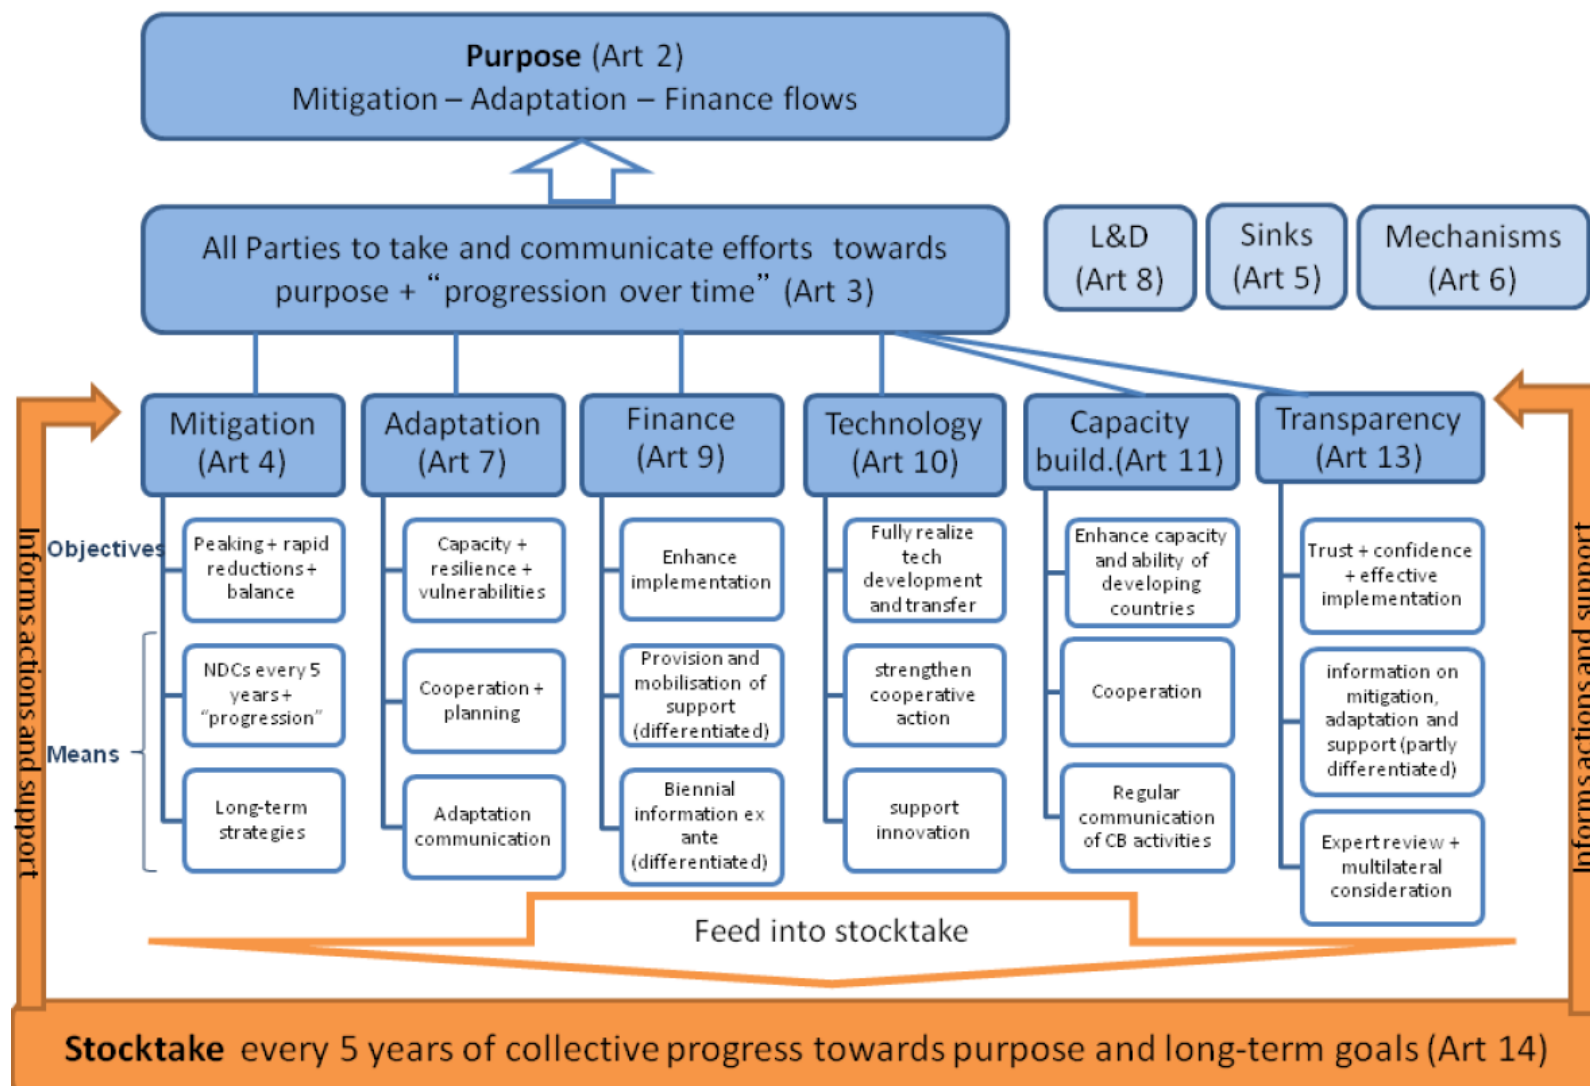 Purpose (Art 2)
Mitigation – Adaptation – Finance flows
All Parties to take and communicate efforts towards
purpose + “progression over time” (Art 3)
L&D
(Art 8)
Sinks
(Art 5)
Mechanisms
(Art 6)
Mitigation
(Art 4)
Adaptation
(Art 7)
Finance
(Art 9)
Technology
(Art 10)
Capacity
build.(Art 11)
Transparency
(Art 13)
Objectives
Peaking + rapid
reductions +
balance
Capacity +
resilience +
vulnerabilities
Enhance
implementation
Fully realize
tech
development
and transfer
Enhance capacity
and ability of
developing
countries
Trust + confidence
+ effective
implementation
Means
NDCs every 5
years +
“progression”
Cooperation +
planning
Provision and
mobilisation of
support
(differentiated)
strengthen
cooperative
action
Cooperation
information on
mitigation,
adaptation and
support (partly
differentiated)
Long-term
strategies
Adaptation
communication
Biennial
information ex
ante
(differentiated)
support
innovation
Regular
communication
of CB activities
Expert review +
multilateral
consideration
Informs actions and support
Informs actions and support
Feed into stocktake
Stocktake every 5 years of collective progress towards purpose and long-term goals (Art 14)